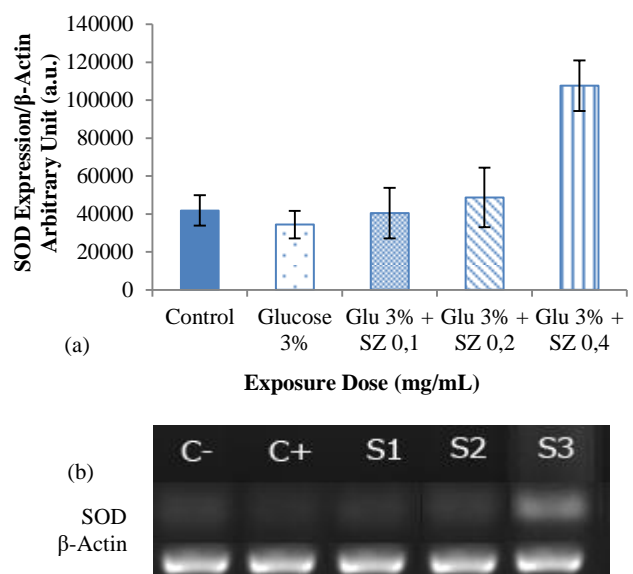 SOD Expression/β-Actin
Arbitrary Unit (a.u.)
140000
120000
100000
80000
60000
40000
20000
0
Control
Glucose
3%
Glu 3% +
SZ 0,1
Glu 3% +
SZ 0,2
Glu 3% +
SZ 0,4
(a)
Exposure Dose (mg/mL)
(b)
C- C+ S1 S2 S3
SOD
β-Actin